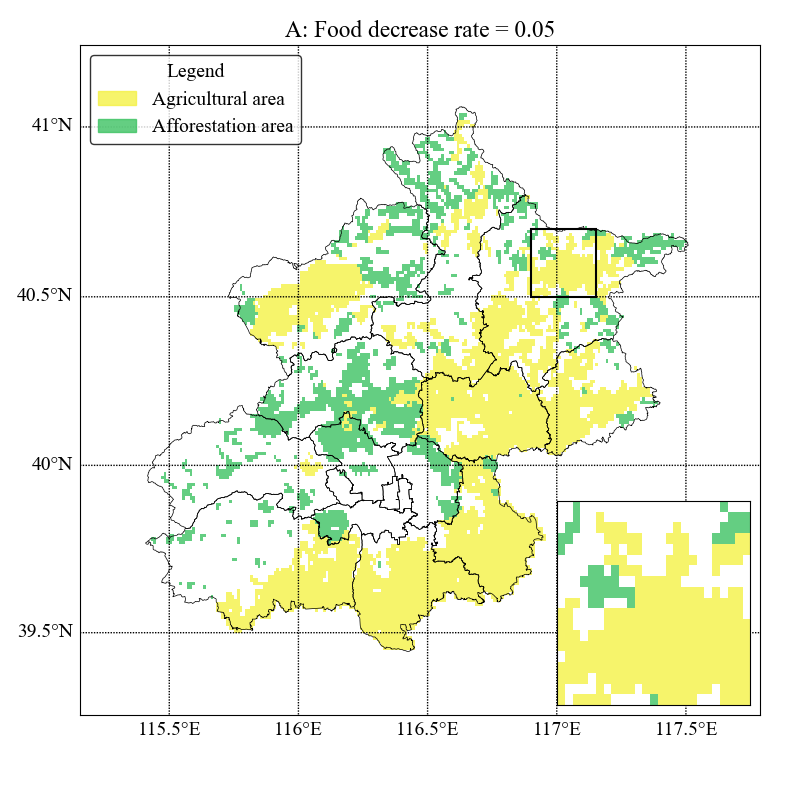 A: Food decrease rate = 0.05
Legend
Agricultural area
Afforestation area
41°N
40.5°N
40°N
39.5°N
115.5°E
116°E
116.5°E
117°E
117.5°E